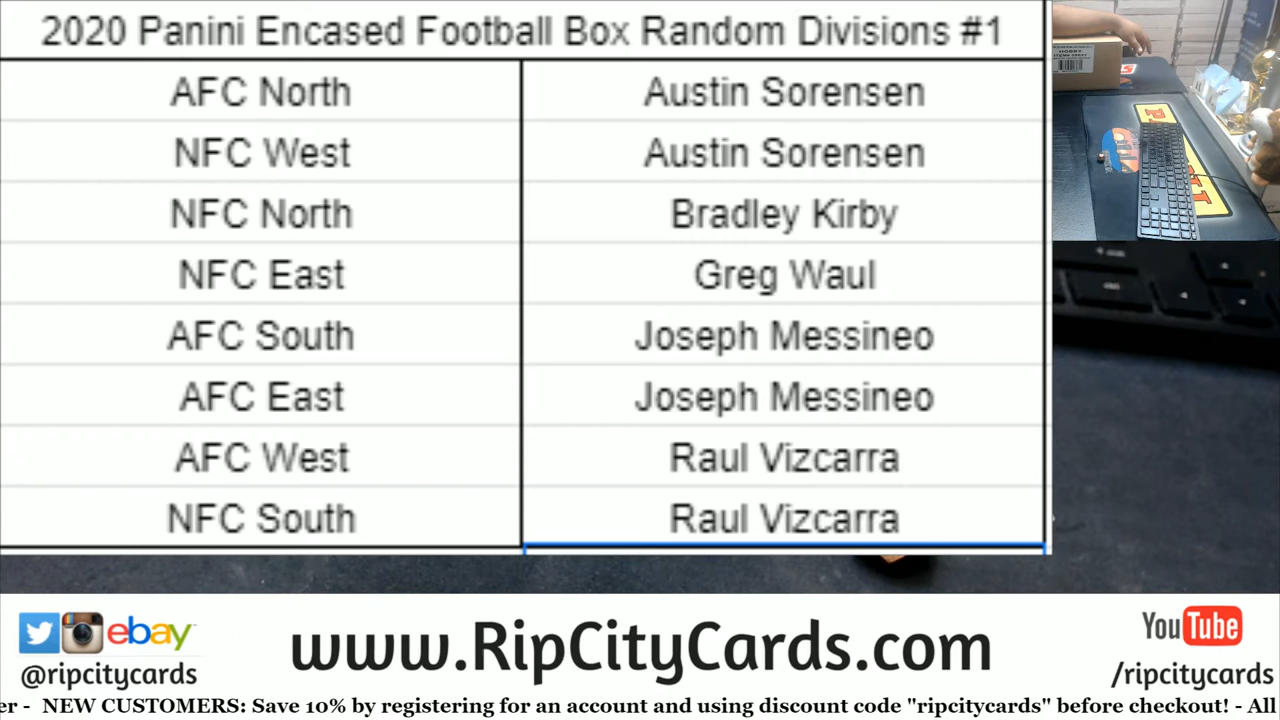 2020 Panini Encased Football Box Random Divisions #1
AFC North Austin Sorensen
NFC West Austin Sorensen
NFC North Bradley Kirby
NFC East Greg Waul
AFC South Joseph Messineo
AFC East Joseph Messineo
AFC West Raul Vizcarra
NFC South Raul Vizcarra
ebay
@ripcitycards
www.RipCityCards.com
YouTube
/ripcitycards
er - NEW CUSTOMERS: Save 10% by registering for an account and using discount code "ripcitycards" before checkout! - All